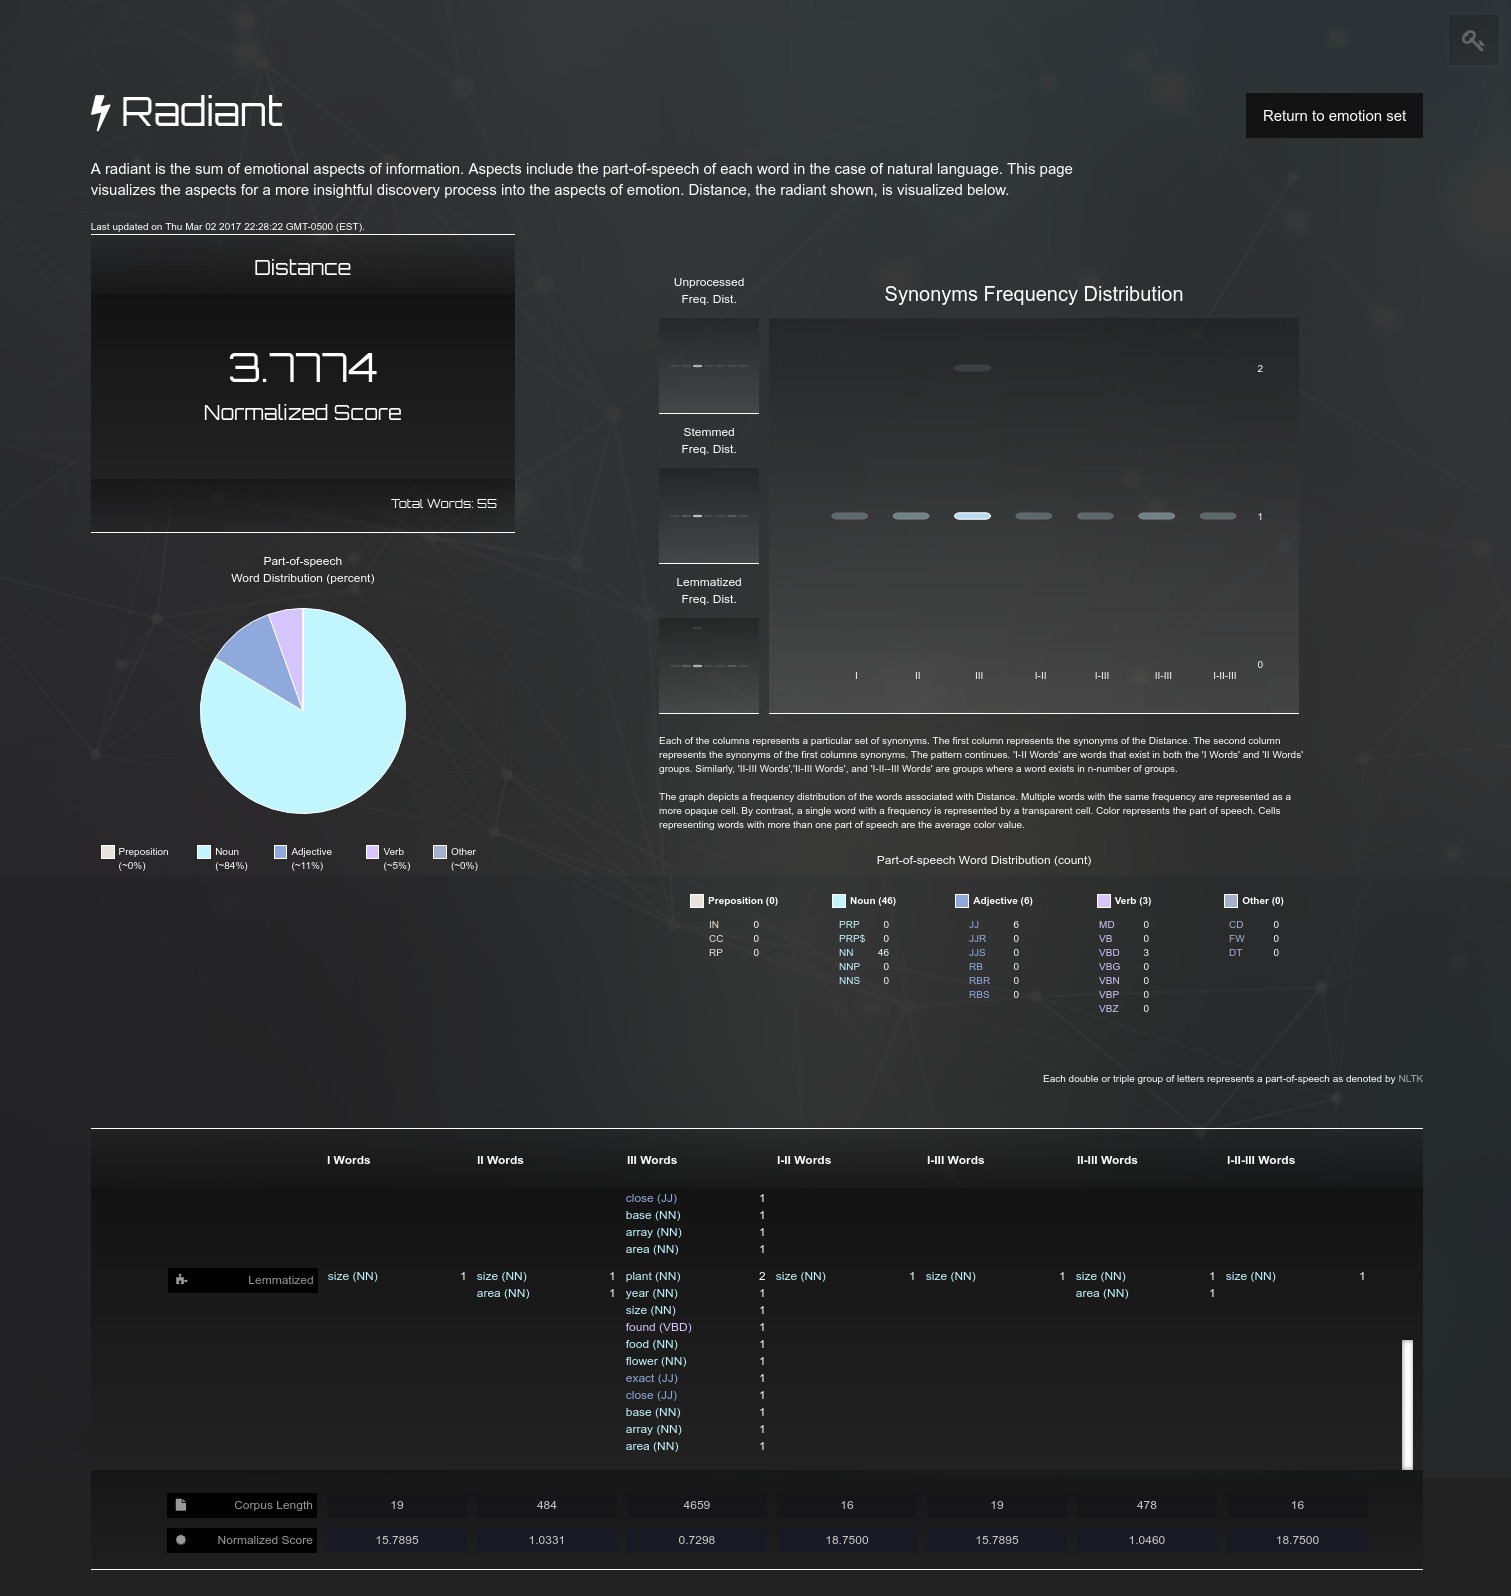 Radiant
Return to emotion set
A radiant is the sum of emotional aspects of information. Aspects include the part-of-speech of each word in the case of natural language. This page
visualizes the aspects for a more insightful discovery process into the aspects of emotion. Distance, the radiant shown, is visualized below.
Last updated on Thu Mar 02 2017 22:28:22 GMT-0500 (EST).
Distance
3.7774
Normalized Score
Total Words: 55
Part-of-speech
Word Distribution (percent)
Preposition (~0%)
Noun (~84%)
Adjective (~11%)
Verb (~5%)
Other (~0%)
Unprocessed
Freq. Dist.
Stemmed
Freq. Dist.
Lemmatized
Freq. Dist.
Synonyms Frequency Distribution
2
1
0
I II III I-II I-III II-III I-II-III
Each of the columns represents a particular set of synonyms. The first column represents the synonyms of the Distance. The second column
represents the synonyms of the first columns synonyms. The pattern continues. 'I-II Words' are words that exist in both the 'I Words' and 'II Words'
groups. Similarly, 'II-III Words','II-III Words', and 'I-II--III Words' are groups where a word exists in n-number of groups.
The graph depicts a frequency distribution of the words associated with Distance. Multiple words with the same frequency are represented as a
more opaque cell. By contrast, a single word with a frequency is represented by a transparent cell. Color represents the part of speech. Cells
representing words with more than one part of speech are the average color value.
Part-of-speech Word Distribution (count)
Preposition (0) Noun (46) Adjective (6) Verb (3) Other (0)
IN 0 PRP 0 JJ 6 MD 0 CD 0
CC 0 PRP$ 0 JJR 0 VB 0 FW 0
RP 0 NN 46 JJS 0 VBD 3 DT 0
NNP 0 RB 0 VBG 0
NNS 0 RBR 0 VBN 0
RBS 0 VBP 0
VBZ 0
Each double or triple group of letters represents a part-of-speech as denoted by NLTK
I Words II Words III Words I-II Words I-III Words II-III Words I-II-III Words
close (JJ) 1
base (NN) 1
array (NN) 1
area (NN) 1
Lemmatized size (NN) 1 size (NN) 1 plant (NN) 2 size (NN) 1 size (NN) 1 size (NN) 1 size (NN) 1
area (NN) 1 year (NN) 1 area (NN) 1
size (NN) 1
found (VBD) 1
food (NN) 1
flower (NN) 1
exact (JJ) 1
close (JJ) 1
base (NN) 1
array (NN) 1
area (NN) 1
Corpus Length 19 484 4659 16 19 478 16
Normalized Score 15.7895 1.0331 0.7298 18.7500 15.7895 1.0460 18.7500